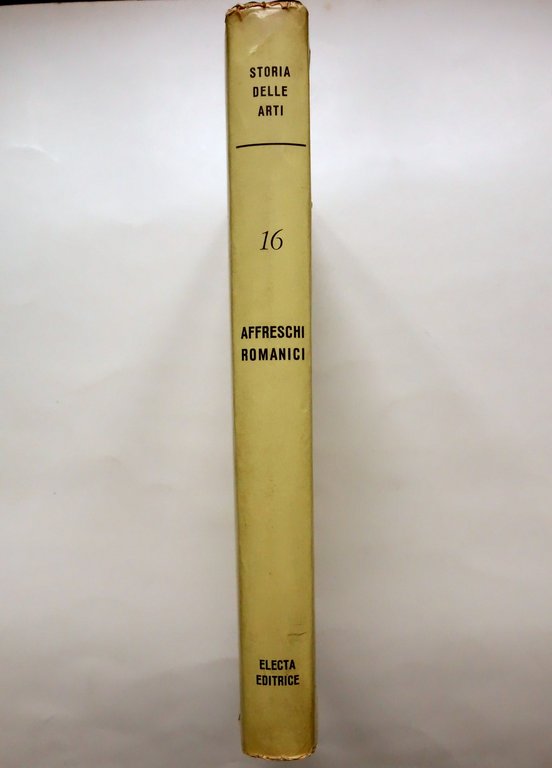 STORIA
DELLE
ARTI
16
AFFRESCHI
ROMANICI
ELECTA
EDITRICE